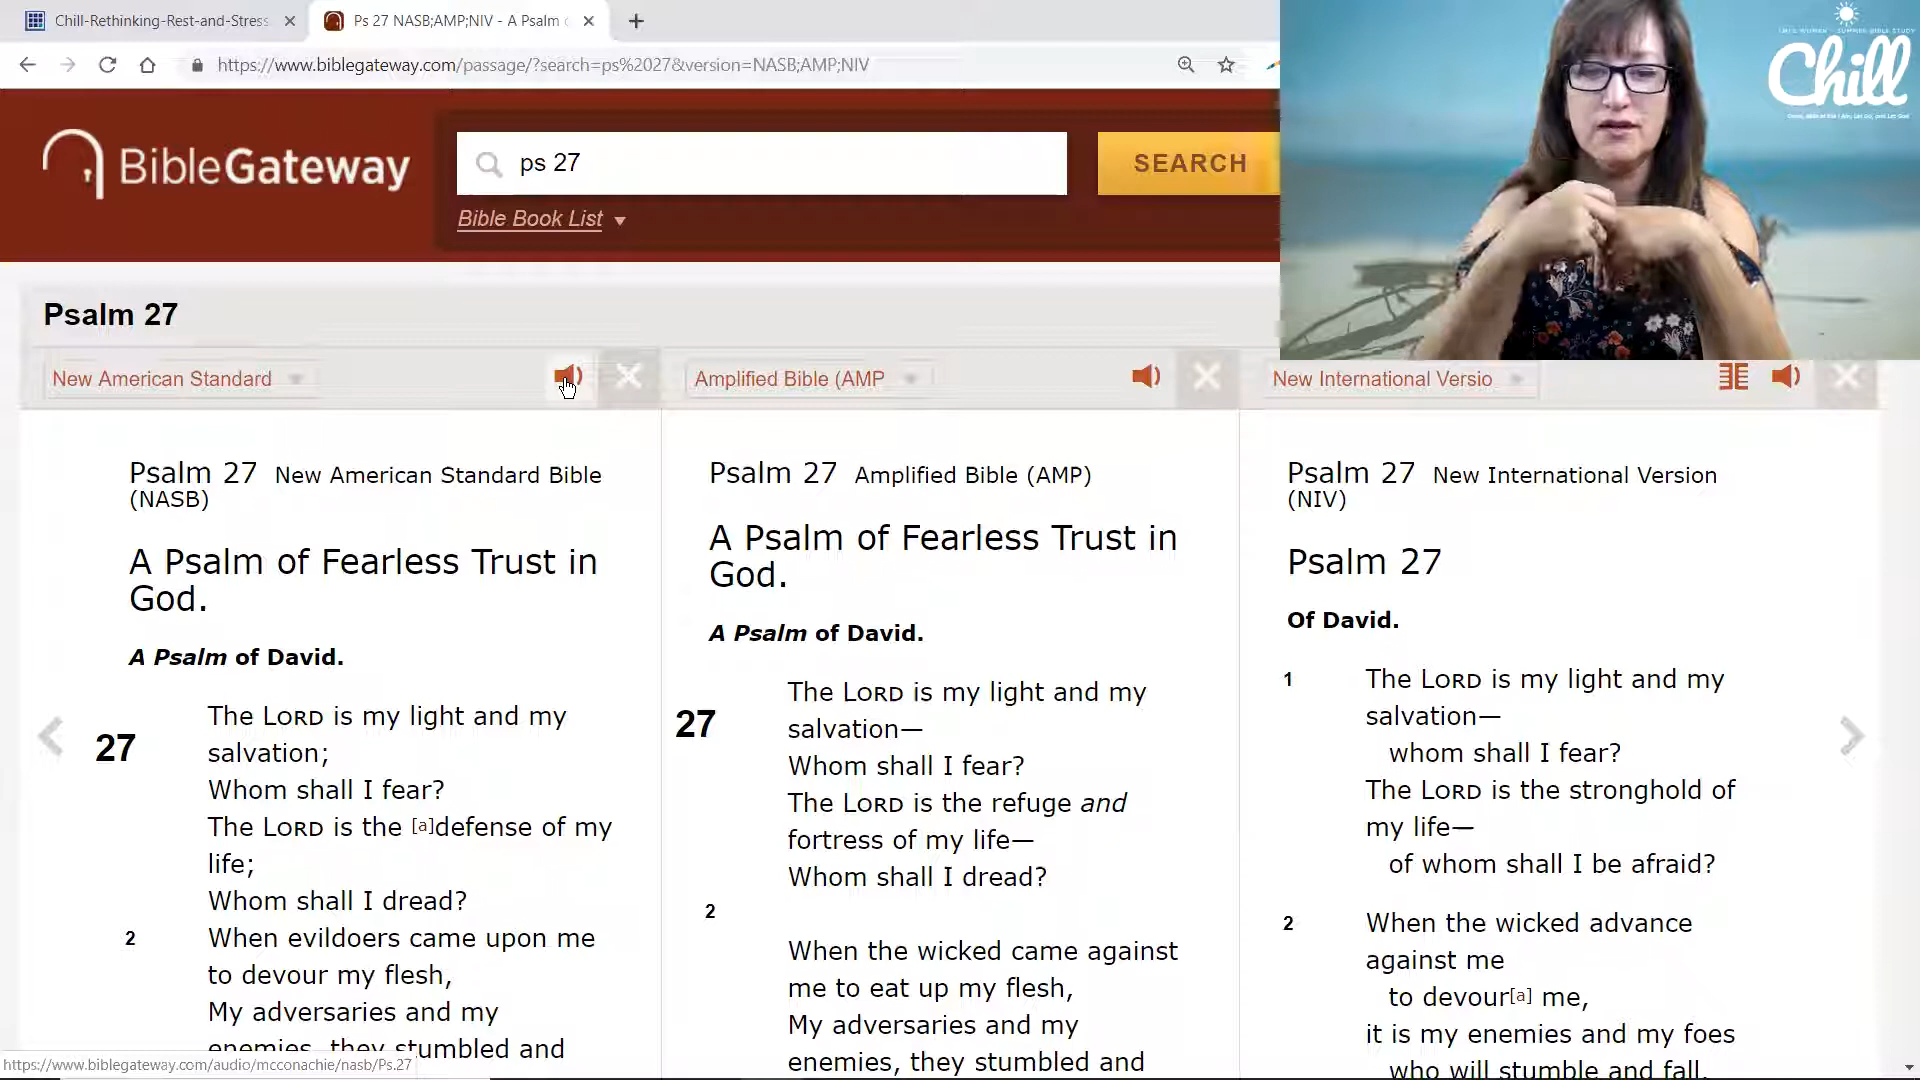 Chill-Rethinking-Rest-and-Stress
Ps 27 NASB;AMP;NIV - A Psalm
https://www.biblegateway.com/passage/?search=ps%2027&version=NASB;AMP;NIV
Chill
BibleGateway
ps 27
SEARCH
Bible Book List
Psalm 27
New American Standard
Amplified Bible (AMP
New International Versio
Psalm 27 New American Standard Bible
(NASB)
A Psalm of Fearless Trust in
God.
A Psalm of David.
27
The LORD is my light and my
salvation;
Whom shall I fear?
The LORD is the [a]defense of my
life;
Whom shall I dread?
2 When evildoers came upon me
to devour my flesh,
My adversaries and my
enemies, they stumbled and
Psalm 27 Amplified Bible (AMP)
A Psalm of Fearless Trust in
God.
A Psalm of David.
27
The LORD is my light and my
salvation—
Whom shall I fear?
The LORD is the refuge and
fortress of my life—
Whom shall I dread?
2
When the wicked came against
me to eat up my flesh,
My adversaries and my
enemies, they stumbled and
Psalm 27 New International Version
(NIV)
Psalm 27
Of David.
1 The LORD is my light and my
salvation—
whom shall I fear?
The LORD is the stronghold of
my life—
of whom shall I be afraid?
2 When the wicked advance
against me
to devour[a] me,
it is my enemies and my foes
who will stumble and fall.
https://www.biblegateway.com/audio/mcconachie/nasb/Ps.27